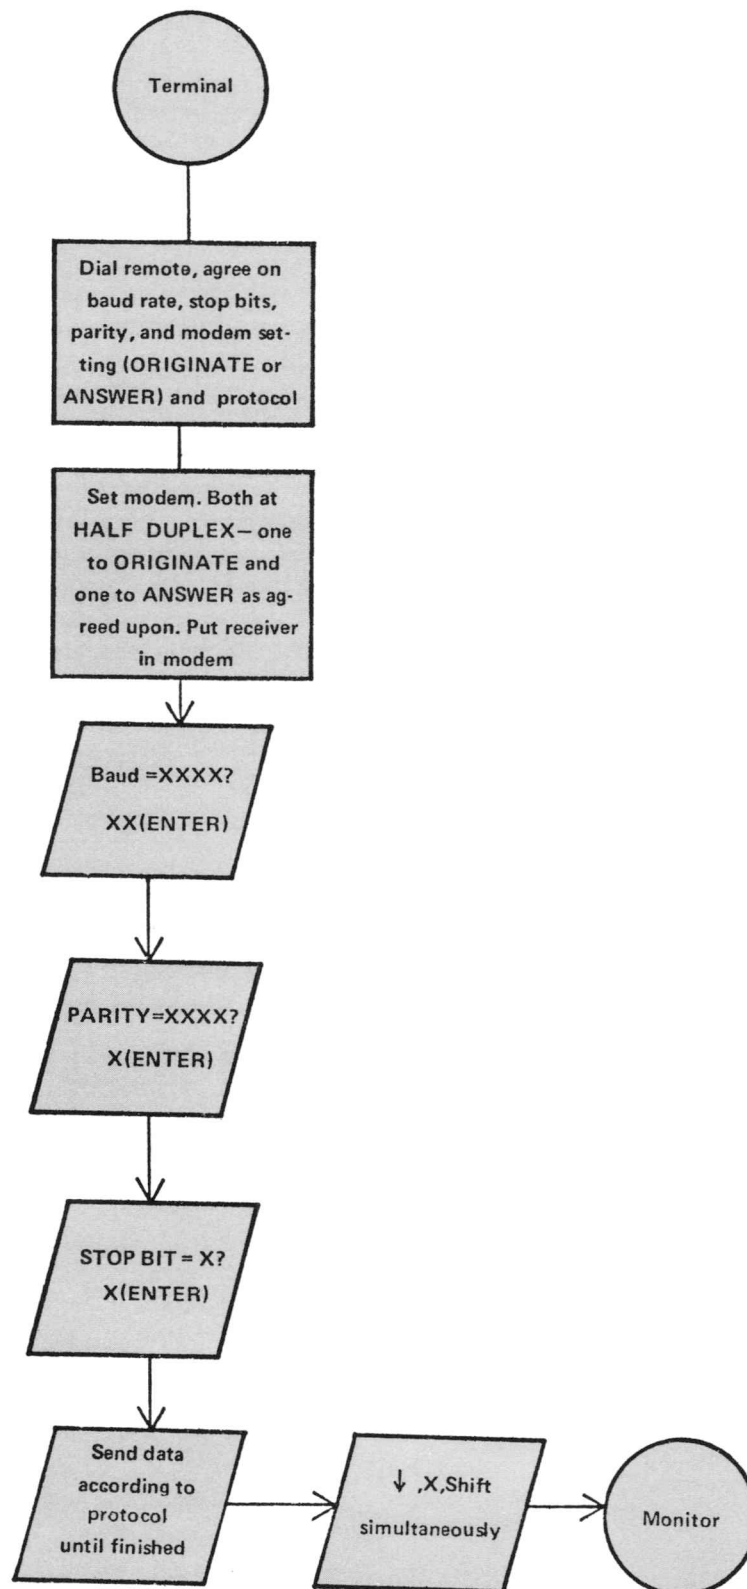 Terminal
Dial remote, agree on
baud rate, stop bits,
parity, and modem set-
ting (ORIGINATE or
ANSWER) and protocol
Set modem. Both at
HALF DUPLEX— one
to ORIGINATE and
one to ANSWER as ag-
reed upon. Put receiver
in modem
Baud =XXXX?
XX(ENTER)
PARITY=XXXX?
X(ENTER)
STOP BIT = X?
X(ENTER)
Send data
according to
protocol
until finished
↓ ,X,Shift
simultaneously
Monitor